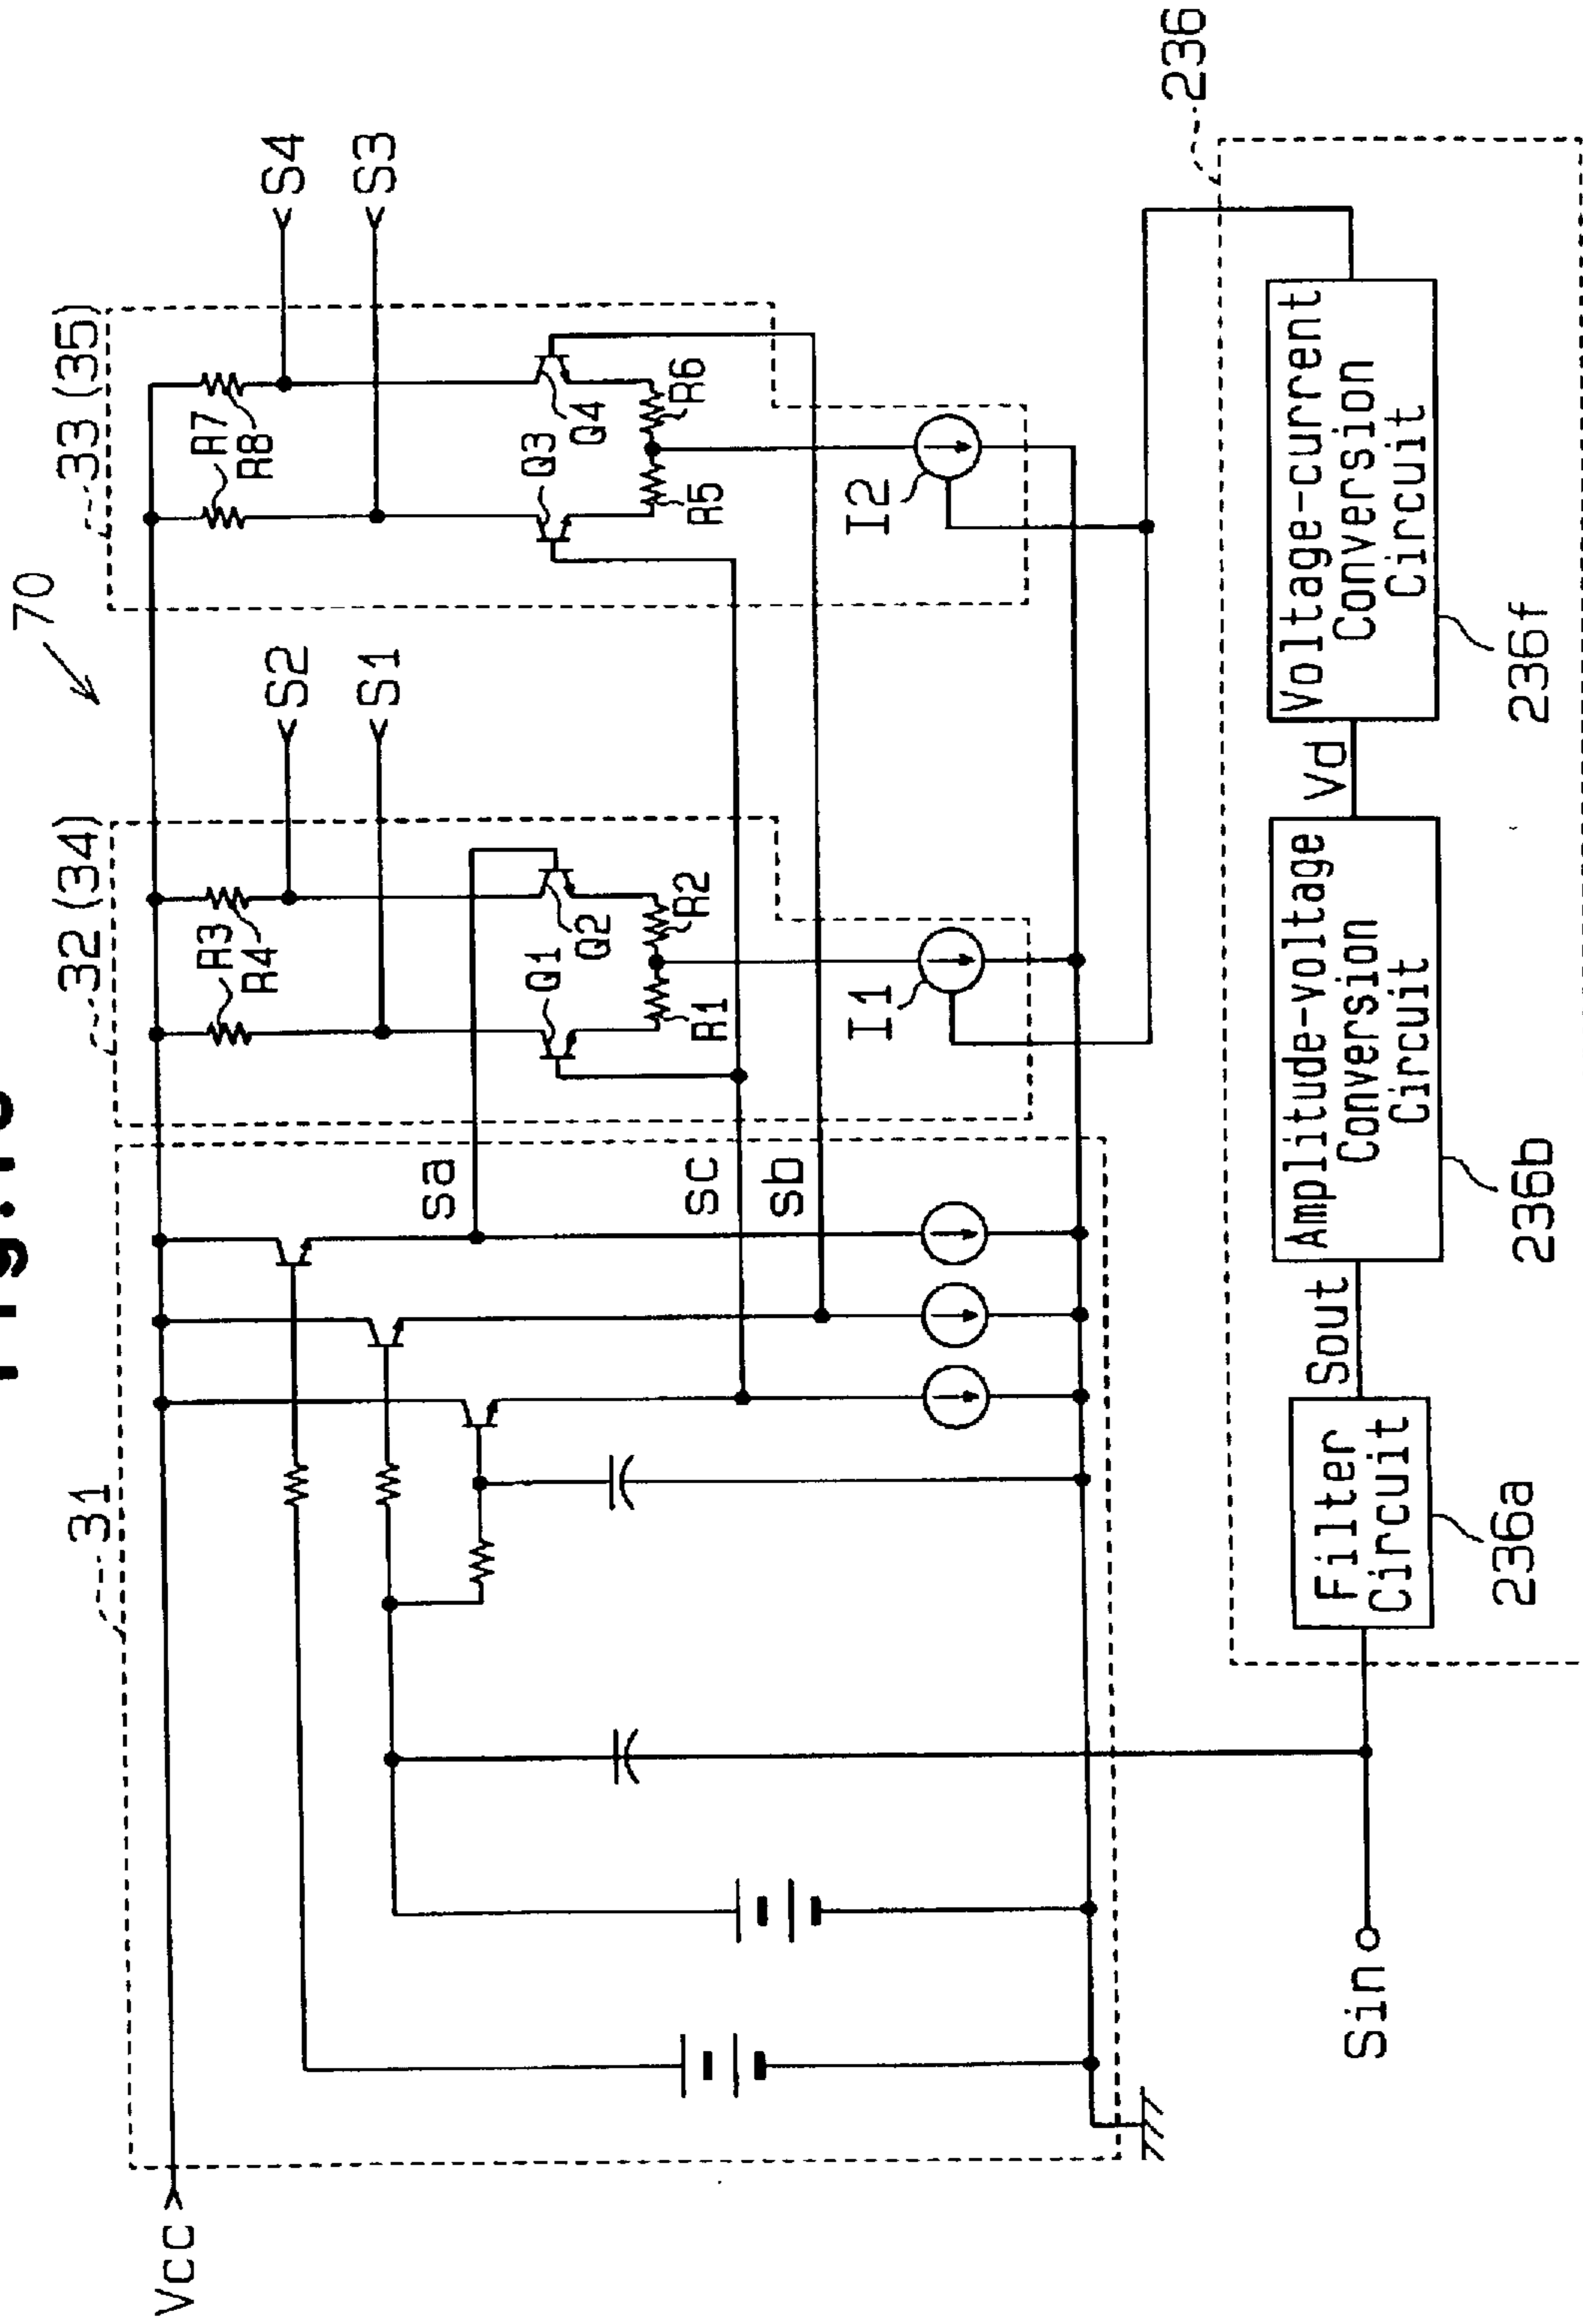 70
Vcc
31
32 (34)
33 (35)
R3
R4
S2
S1
R7
R8
S4
S3
sa
sc
sb
Q1
Q2
R1
R2
Q3
Q4
R5
R6
I1
I2
236
Sin
Filter
Circuit
236a
Sout
Amplitude-voltage
Conversion
Circuit
236b
Vd
Voltage-current
Conversion
Circuit
236f